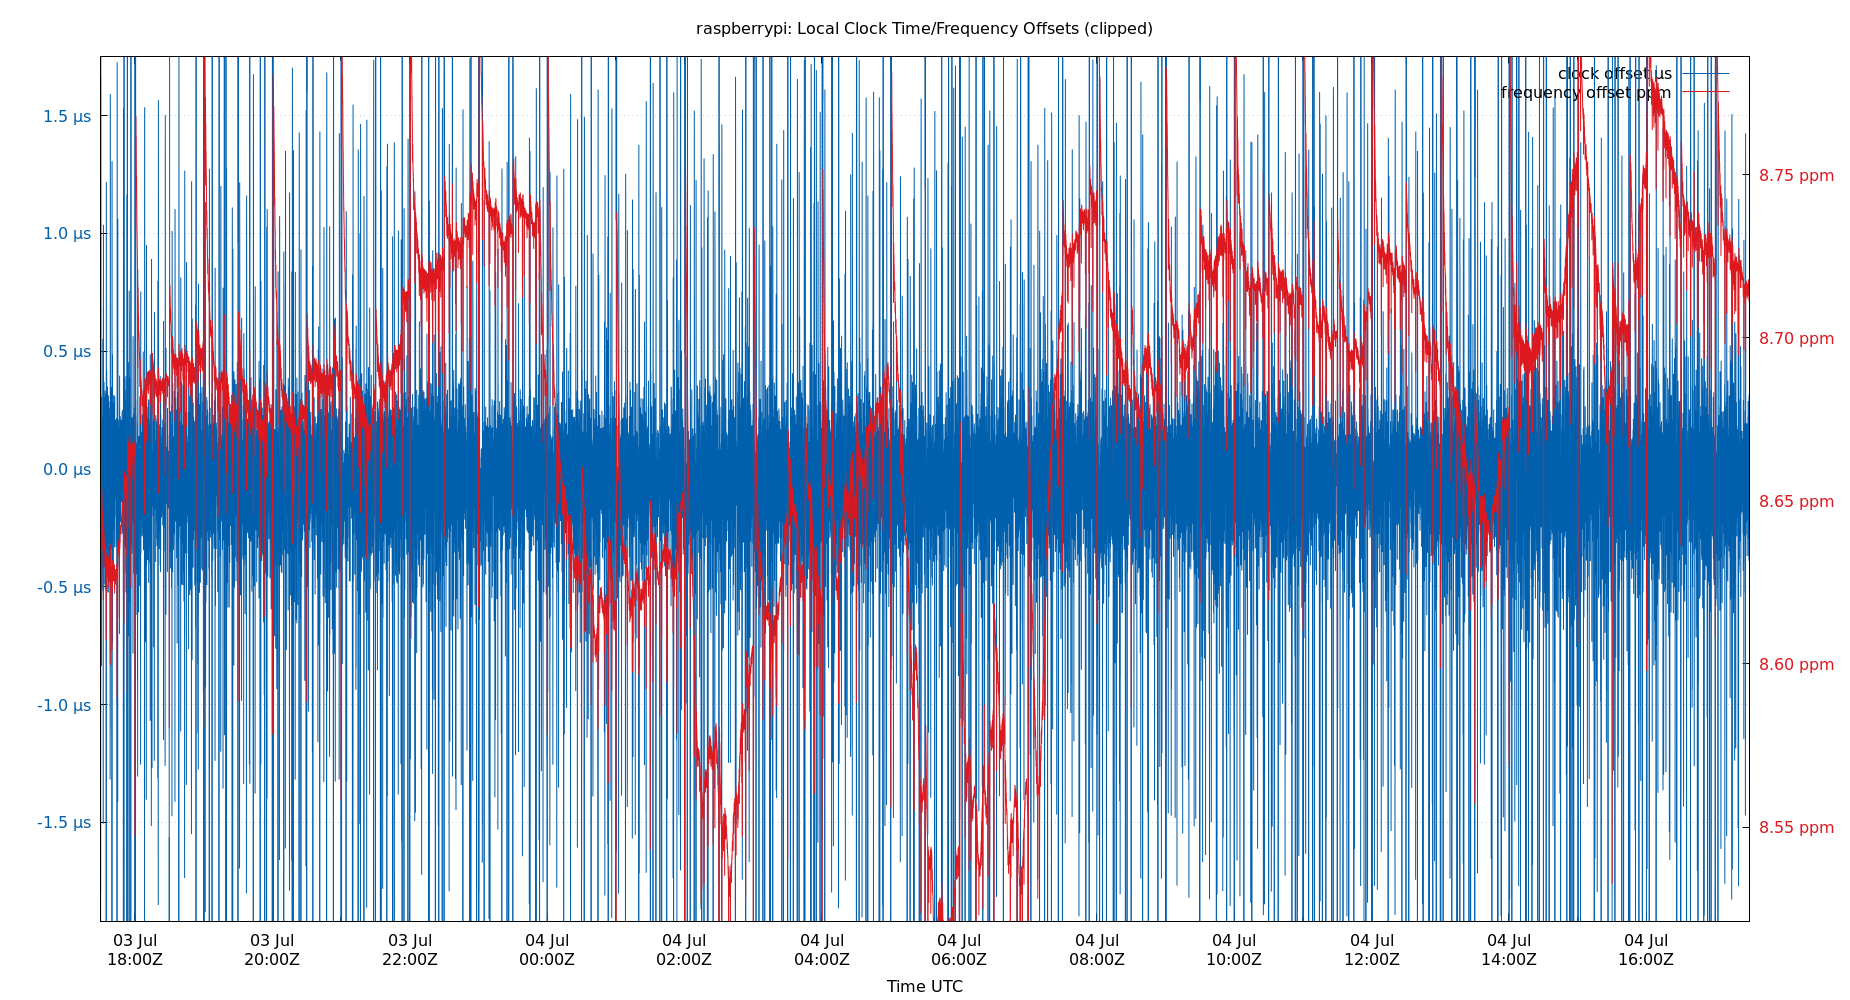 raspberrypi: Local Clock Time/Frequency Offsets (clipped)
clock offset µs
frequency offset ppm
1.5 µs
1.0 µs
0.5 µs
0.0 µs
-0.5 µs
-1.0 µs
-1.5 µs
8.75 ppm
8.70 ppm
8.65 ppm
8.60 ppm
8.55 ppm
03 Jul 03 Jul 03 Jul 04 Jul 04 Jul 04 Jul 04 Jul 04 Jul 04 Jul 04 Jul 04 Jul 04 Jul
18:00Z 20:00Z 22:00Z 00:00Z 02:00Z 04:00Z 06:00Z 08:00Z 10:00Z 12:00Z 14:00Z 16:00Z
Time UTC